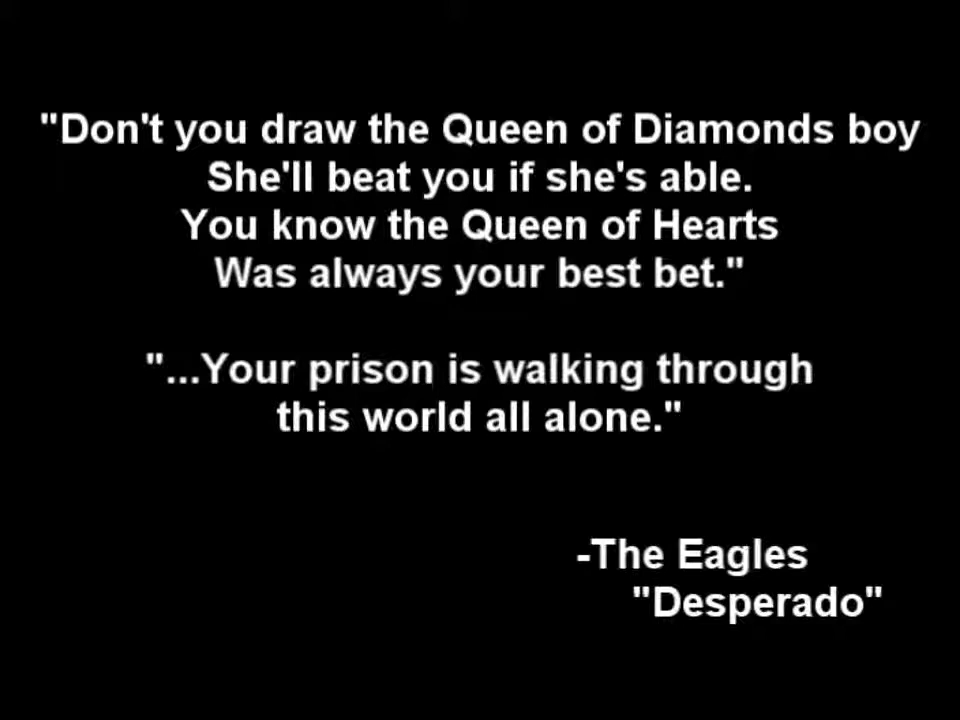 "Don't you draw the Queen of Diamonds boy
She'll beat you if she's able.
You know the Queen of Hearts
Was always your best bet."
"...Your prison is walking through
this world all alone."
-The Eagles
"Desperado"